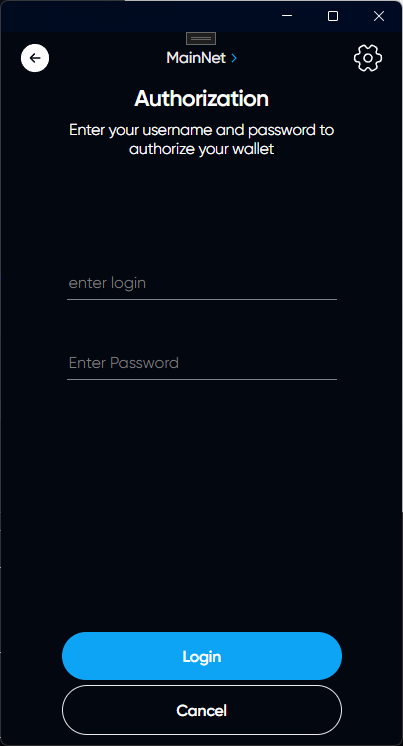 MainNet
Authorization
Enter your username and password to
authorize your wallet
enter login
Enter Password
Login
Cancel